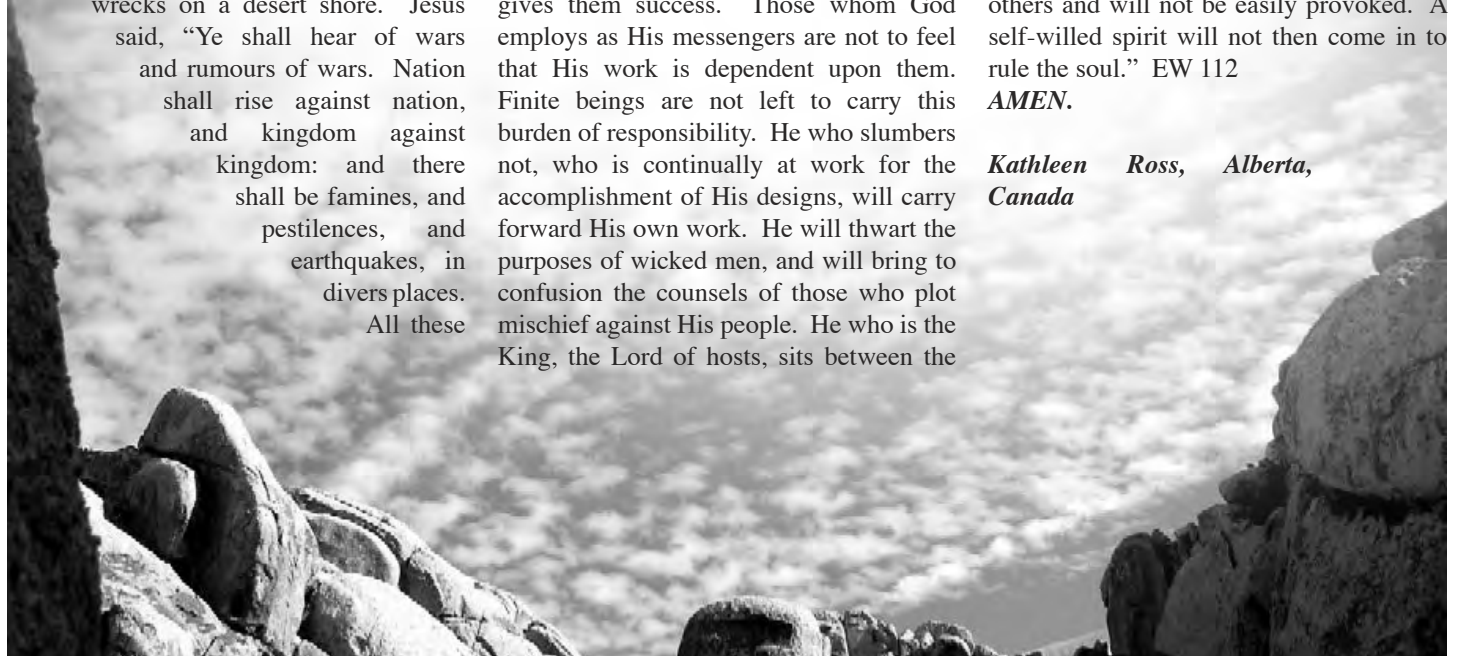 wrecks on a desert shore. Jesus
said, “Ye shall hear of wars
and rumours of wars. Nation
shall rise against nation,
and kingdom against
kingdom: and there
shall be famines, and
pestilences, and
earthquakes, in
divers places.
All these
gives them success. Those whom God
employs as His messengers are not to feel
that His work is dependent upon them.
Finite beings are not left to carry this
burden of responsibility. He who slumbers
not, who is continually at work for the
accomplishment of His designs, will carry
forward His own work. He will thwart the
purposes of wicked men, and will bring to
confusion the counsels of those who plot
mischief against His people. He who is the
King, the Lord of hosts, sits between the
others and will not be easily provoked. A
self-willed spirit will not then come in to
rule the soul.” EW 112
AMEN.
Kathleen Ross, Alberta,
Canada